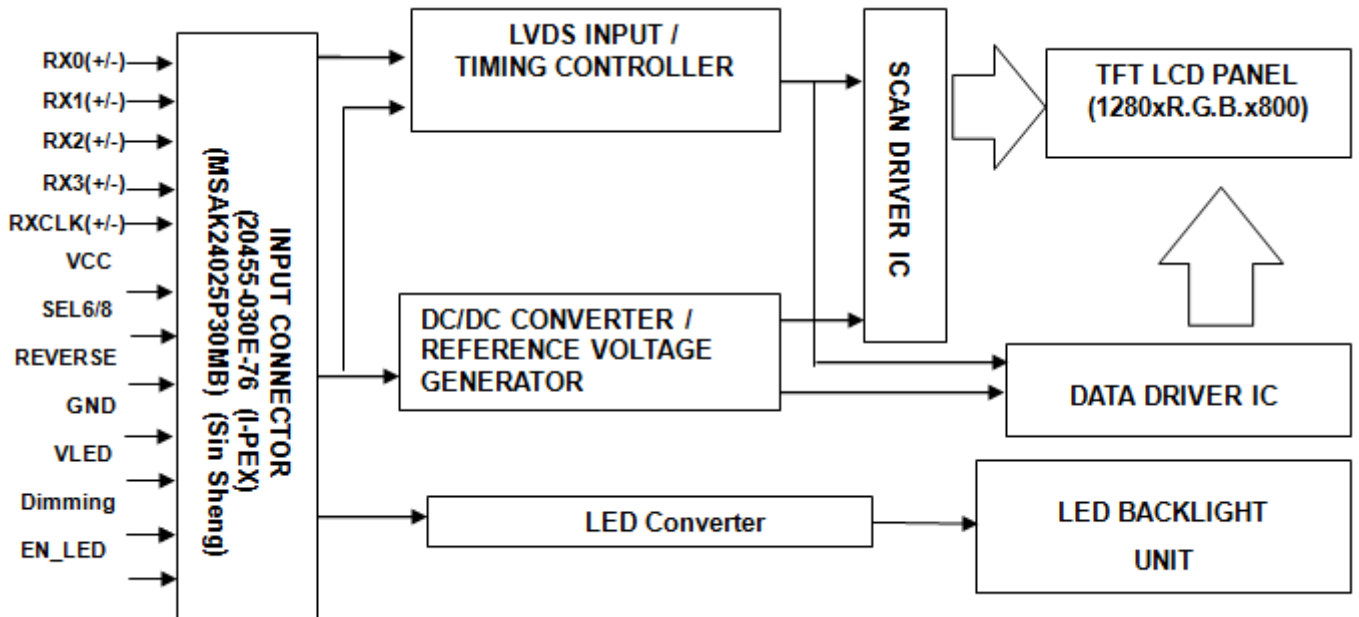 RX0(+/-)
RX1(+/-)
RX2(+/-)
RX3(+/-)
RXCLK(+/-)
VCC
SEL6/8
REVERSE
GND
VLED
Dimming
EN_LED
INPUT CONNECTOR
(20455-030E-76 (I-PEX)
(MSAK24025P30MB) (Sin Sheng)
LVDS INPUT /
TIMING CONTROLLER
DC/DC CONVERTER /
REFERENCE VOLTAGE
GENERATOR
LED Converter
SCAN DRIVER IC
TFT LCD PANEL
(1280xR.G.B.x800)
DATA DRIVER IC
LED BACKLIGHT
UNIT